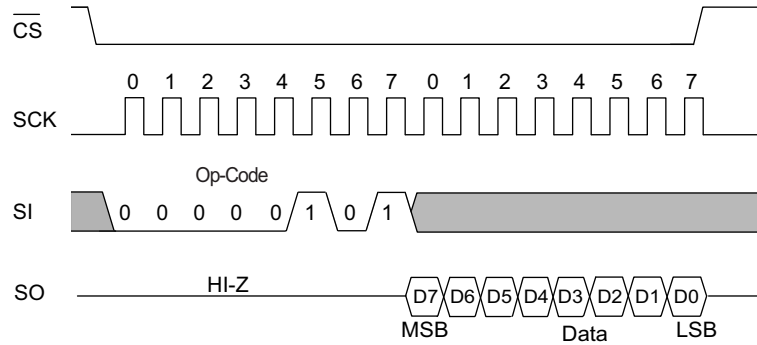 CS
0 1 2 3 4 5 6 7 0 1 2 3 4 5 6 7
SCK
Op-Code
SI 0 0 0 0 0 1 0 1
HI-Z
SO D7 D6 D5 D4 D3 D2 D1 D0
MSB Data LSB